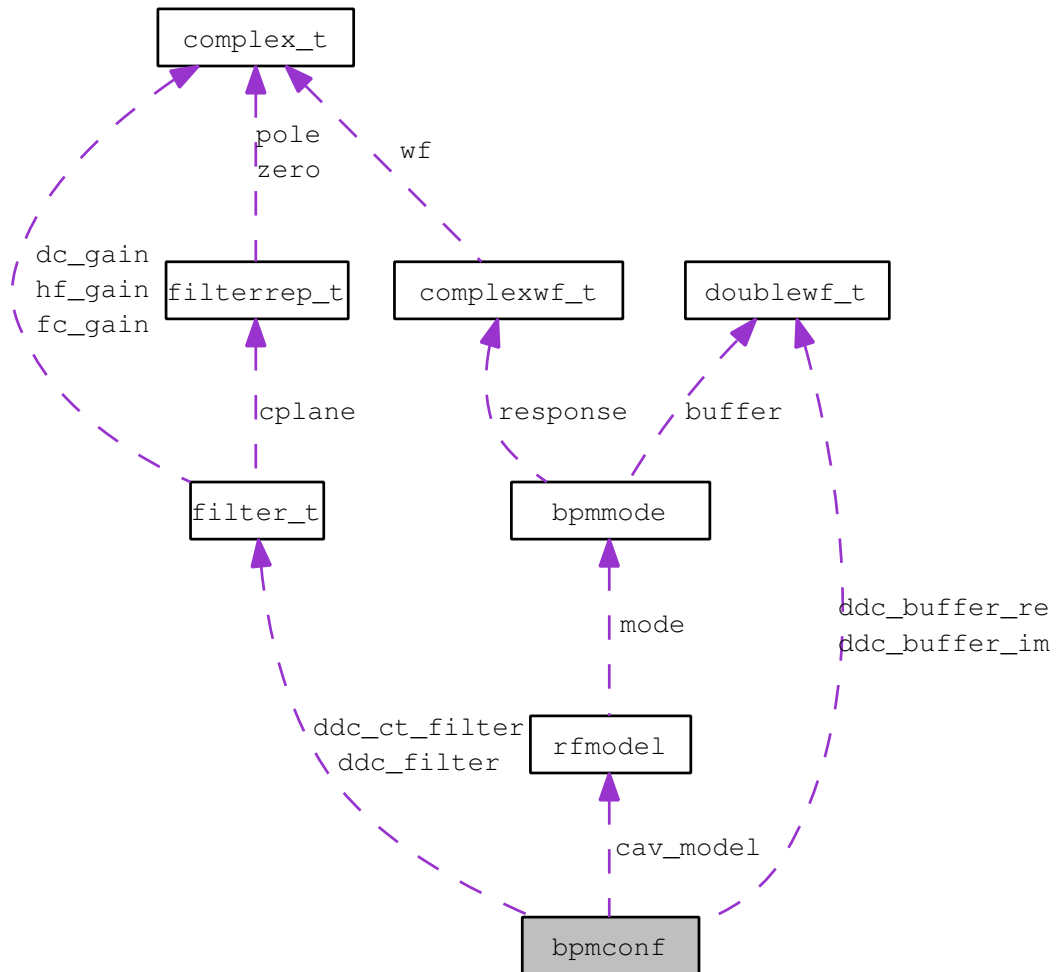 complex_t
pole
zero
wf
dc_gain
hf_gain
fc_gain
filterrep_t
complexwf_t
doublewf_t
cplane
response
buffer
filter_t
bpmmode
ddc_buffer_re
ddc_buffer_im
mode
ddc_ct_filter
ddc_filter
rfmodel
cav_model
bpmconf